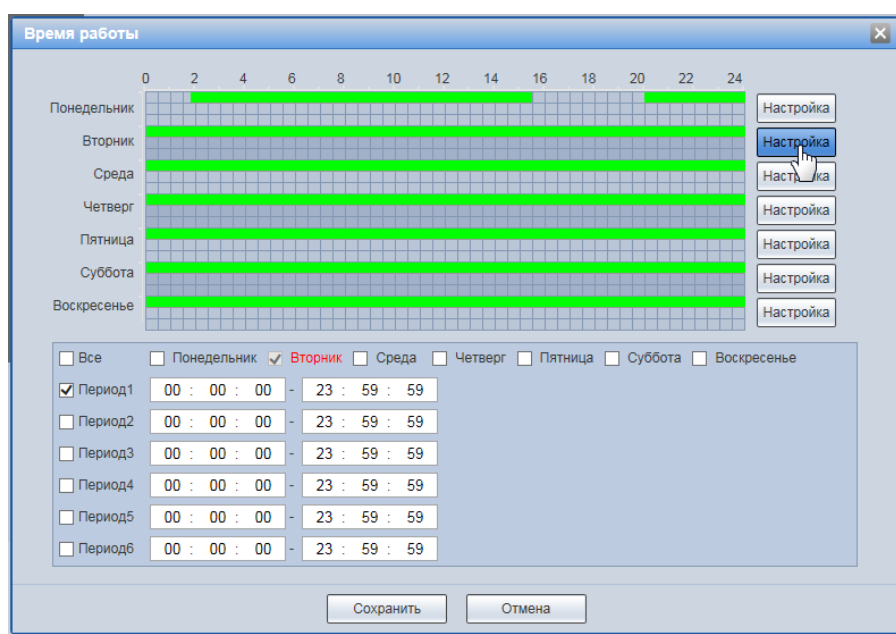 Время работы
0 2 4 6 8 10 12 14 16 18 20 22 24
Понедельник Настройка
Вторник Настройка
Среда
Четверг Настройка
Пятница Настройка
Суббота Настройка
Воскресенье Настройка
Все Понедельник Вторник Среда Четверг Пятница Суббота Воскресенье
Период1 00 : 00 : 00 - 23 : 59 : 59
Период2 00 : 00 : 00 - 23 : 59 : 59
Период3 00 : 00 : 00 - 23 : 59 : 59
Период4 00 : 00 : 00 - 23 : 59 : 59
Период5 00 : 00 : 00 - 23 : 59 : 59
Период6 00 : 00 : 00 - 23 : 59 : 59
Сохранить Отмена